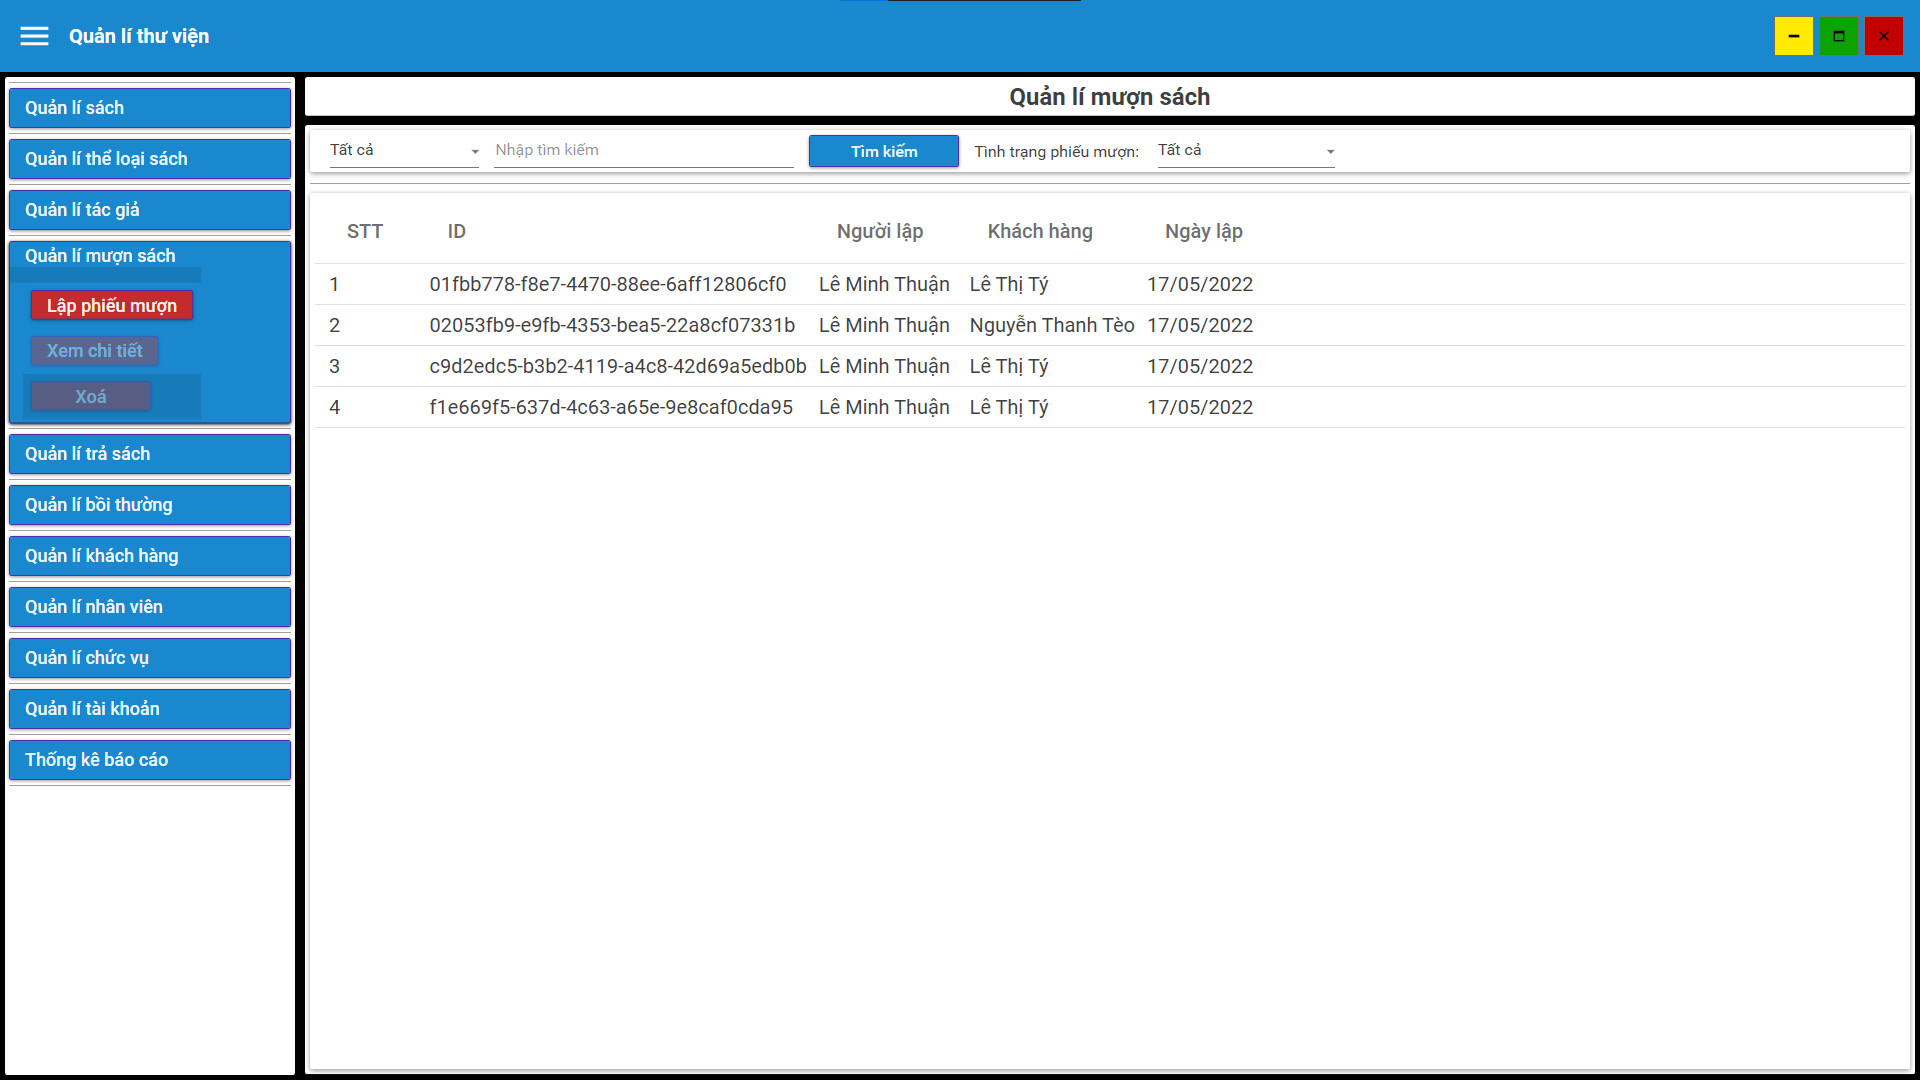 Quản lí thư viện
Quản lí sách
Quản lí thể loại sách
Quản lí tác giả
Quản lí mượn sách
Lập phiếu mượn
Xem chi tiết
Xoá
Quản lí trả sách
Quản lí bồi thường
Quản lí khách hàng
Quản lí nhân viên
Quản lí chức vụ
Quản lí tài khoản
Thống kê báo cáo
Quản lí mượn sách
Tất cả Nhập tìm kiếm Tìm kiếm Tình trạng phiếu mượn: Tất cả
STT ID Người lập Khách hàng Ngày lập
1 01fbb778-f8e7-4470-88ee-6aff12806cf0 Lê Minh Thuận Lê Thị Tý 17/05/2022
2 02053fb9-e9fb-4353-bea5-22a8cf07331b Lê Minh Thuận Nguyễn Thanh Tèo 17/05/2022
3 c9d2edc5-b3b2-4119-a4c8-42d69a5edb0b Lê Minh Thuận Lê Thị Tý 17/05/2022
4 f1e669f5-637d-4c63-a65e-9e8caf0cda95 Lê Minh Thuận Lê Thị Tý 17/05/2022